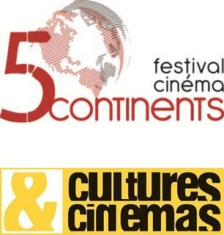 festival
cinéma
5 continents
& cultures
cinemas